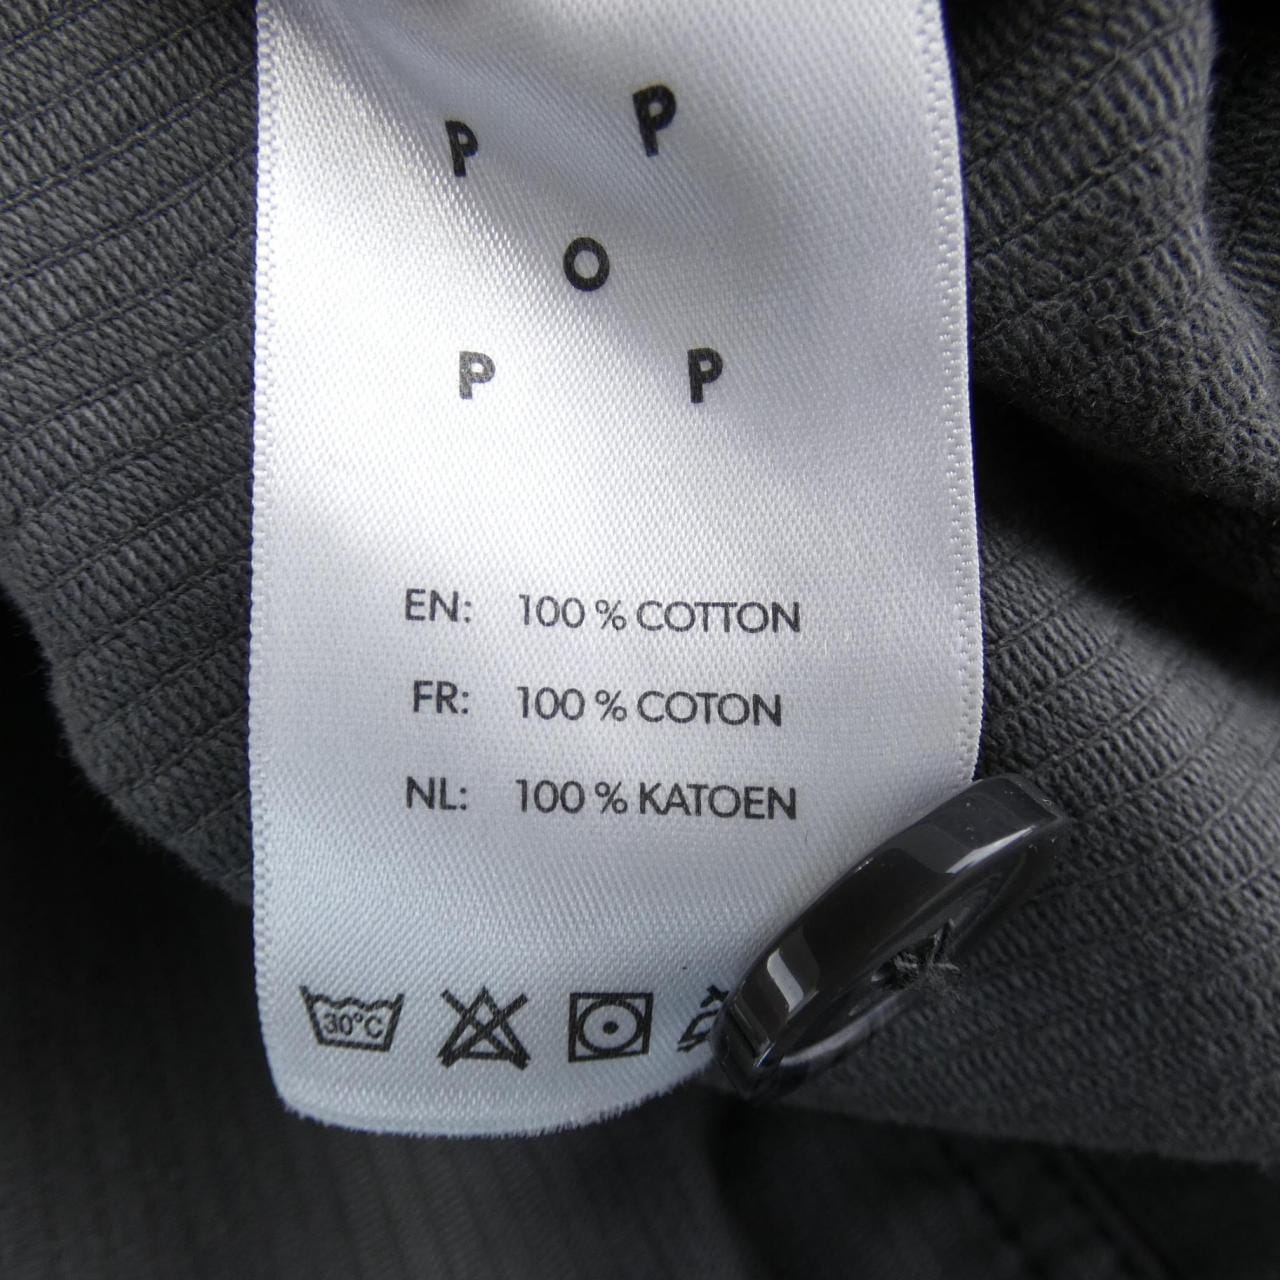 P P
O
P P
EN: 100 % COTTON
FR: 100 % COTON
NL: 100 % KATOEN
30°C